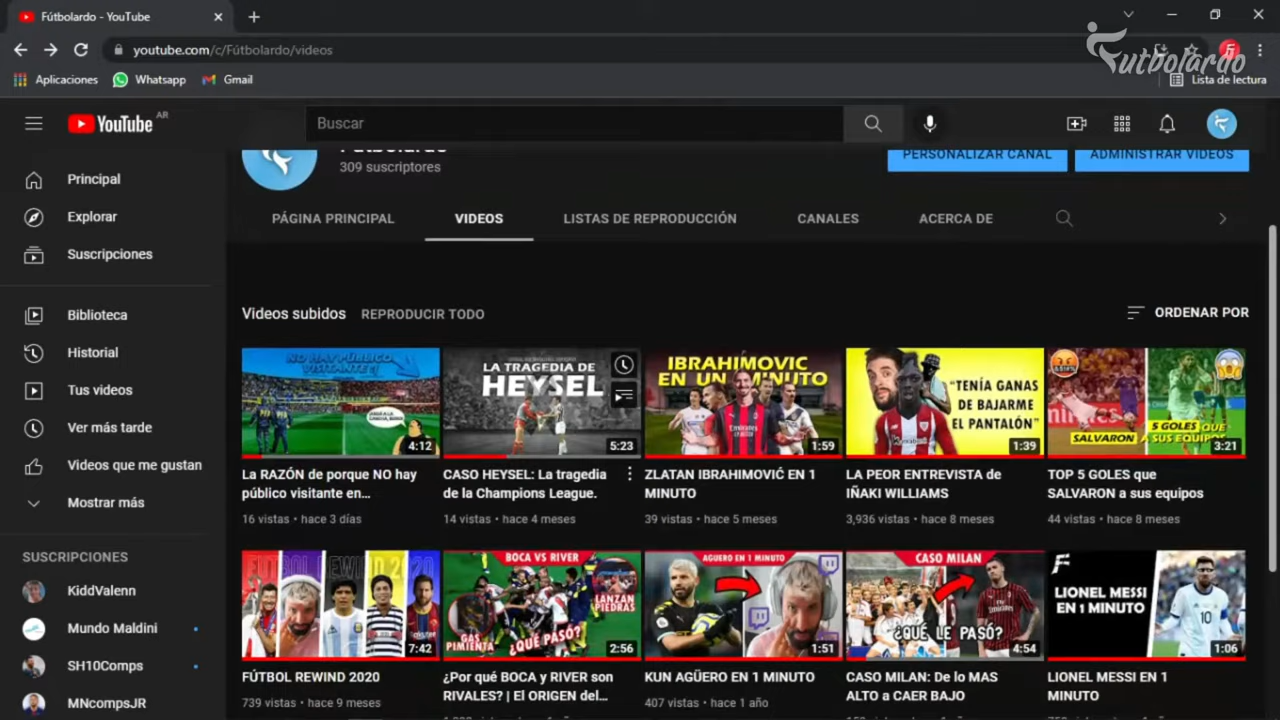 Fútbolardo - YouTube
youtube.com/c/Fútbolardo/videos
Futbolardo
Aplicaciones
Whatsapp
Gmail
Lista de lectura
YouTube AR
Buscar
Fútbolardo
309 suscriptores
PERSONALIZAR CANAL
ADMINISTRAR VIDEOS
PÁGINA PRINCIPAL
VIDEOS
LISTAS DE REPRODUCCIÓN
CANALES
ACERCA DE
Principal
Explorar
Suscripciones
Biblioteca
Historial
Tus videos
Ver más tarde
Videos que me gustan
Mostrar más
SUSCRIPCIONES
KiddValenn
Mundo Maldini
SH10Comps
MNcompsJR
Videos subidos
REPRODUCIR TODO
ORDENAR POR
NO HAY PÚBLICO
VISITANTE?!
4:12
La RAZÓN de porque NO hay
público visitante en...
16 vistas • hace 3 días
LA TRAGEDIA DE
HEYSEL
5:23
CASO HEYSEL: La tragedia
de la Champions League.
14 vistas • hace 4 meses
IBRAHIMOVIC
EN UN MINUTO
1:59
ZLATAN IBRAHIMOVIĆ EN 1
MINUTO
39 vistas • hace 5 meses
"TENÍA GANAS
DE BAJARME
EL PANTALÓN"
1:39
LA PEOR ENTREVISTA de
IÑAKI WILLIAMS
3,936 vistas • hace 8 meses
5 GOLES QUE
SALVARON A SUS EQUIPOS
3:21
TOP 5 GOLES que
SALVARON a sus equipos
44 vistas • hace 8 meses
FÚTBOL REWIND 2020
7:42
FÚTBOL REWIND 2020
739 vistas • hace 9 meses
BOCA VS RIVER
LANZAN
PIEDRAS
GAS
PIMIENTA
¿QUÉ PASÓ?
2:56
¿Por qué BOCA y RIVER son
RIVALES? | El ORIGEN del...
AGUERO EN 1 MINUTO
1:51
KUN AGÜERO EN 1 MINUTO
407 vistas • hace 1 año
CASO MILAN
¿QUÉ LE PASÓ?
4:54
CASO MILAN: De lo MAS
ALTO a CAER BAJO
LIONEL MESSI
EN 1 MINUTO
1:06
LIONEL MESSI EN 1
MINUTO